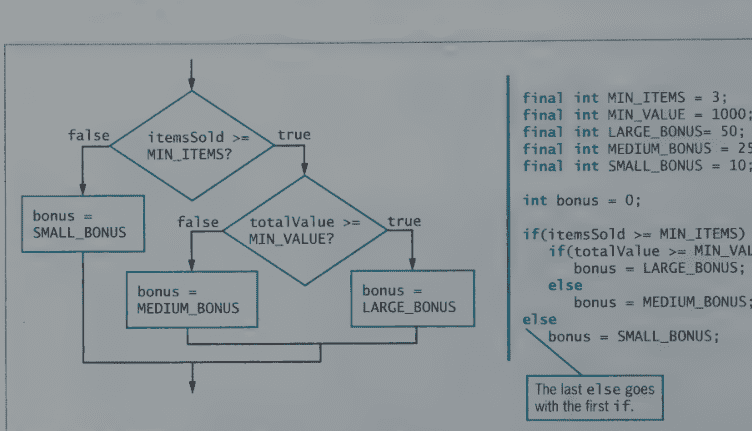 false
itemsSold >=
MIN_ITEMS?
true
bonus =
SMALL_BONUS
false
totalValue >=
MIN_VALUE?
true
bonus =
MEDIUM_BONUS
bonus =
LARGE_BONUS
final int MIN_ITEMS = 3;
final int MIN_VALUE = 1000;
final int LARGE_BONUS= 50;
final int MEDIUM_BONUS = 25
final int SMALL_BONUS = 10;
int bonus = 0;
if(itemsSold >= MIN_ITEMS)
if(totalValue >= MIN_VAL
bonus = LARGE_BONUS;
else
bonus = MEDIUM_BONUS;
else
bonus = SMALL_BONUS;
The last else goes
with the first if.